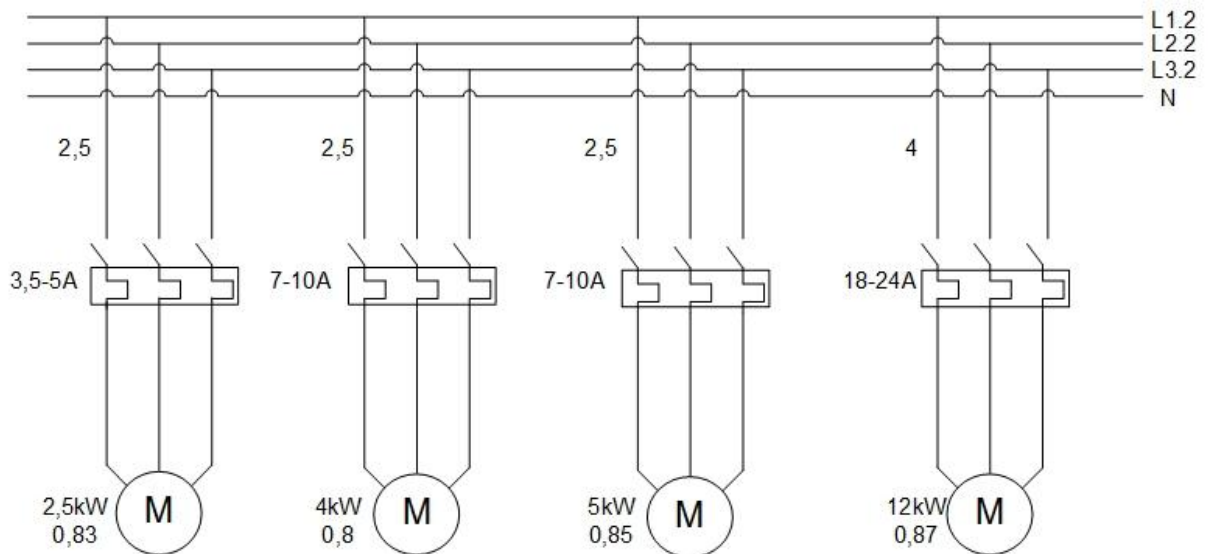 L1.2
L2.2
L3.2
N
2,5
2,5
2,5
4
3,5-5A
7-10A
7-10A
18-24A
M
M
M
M
2,5kW
0,83
4kW
0,8
5kW
0,85
12kW
0,87